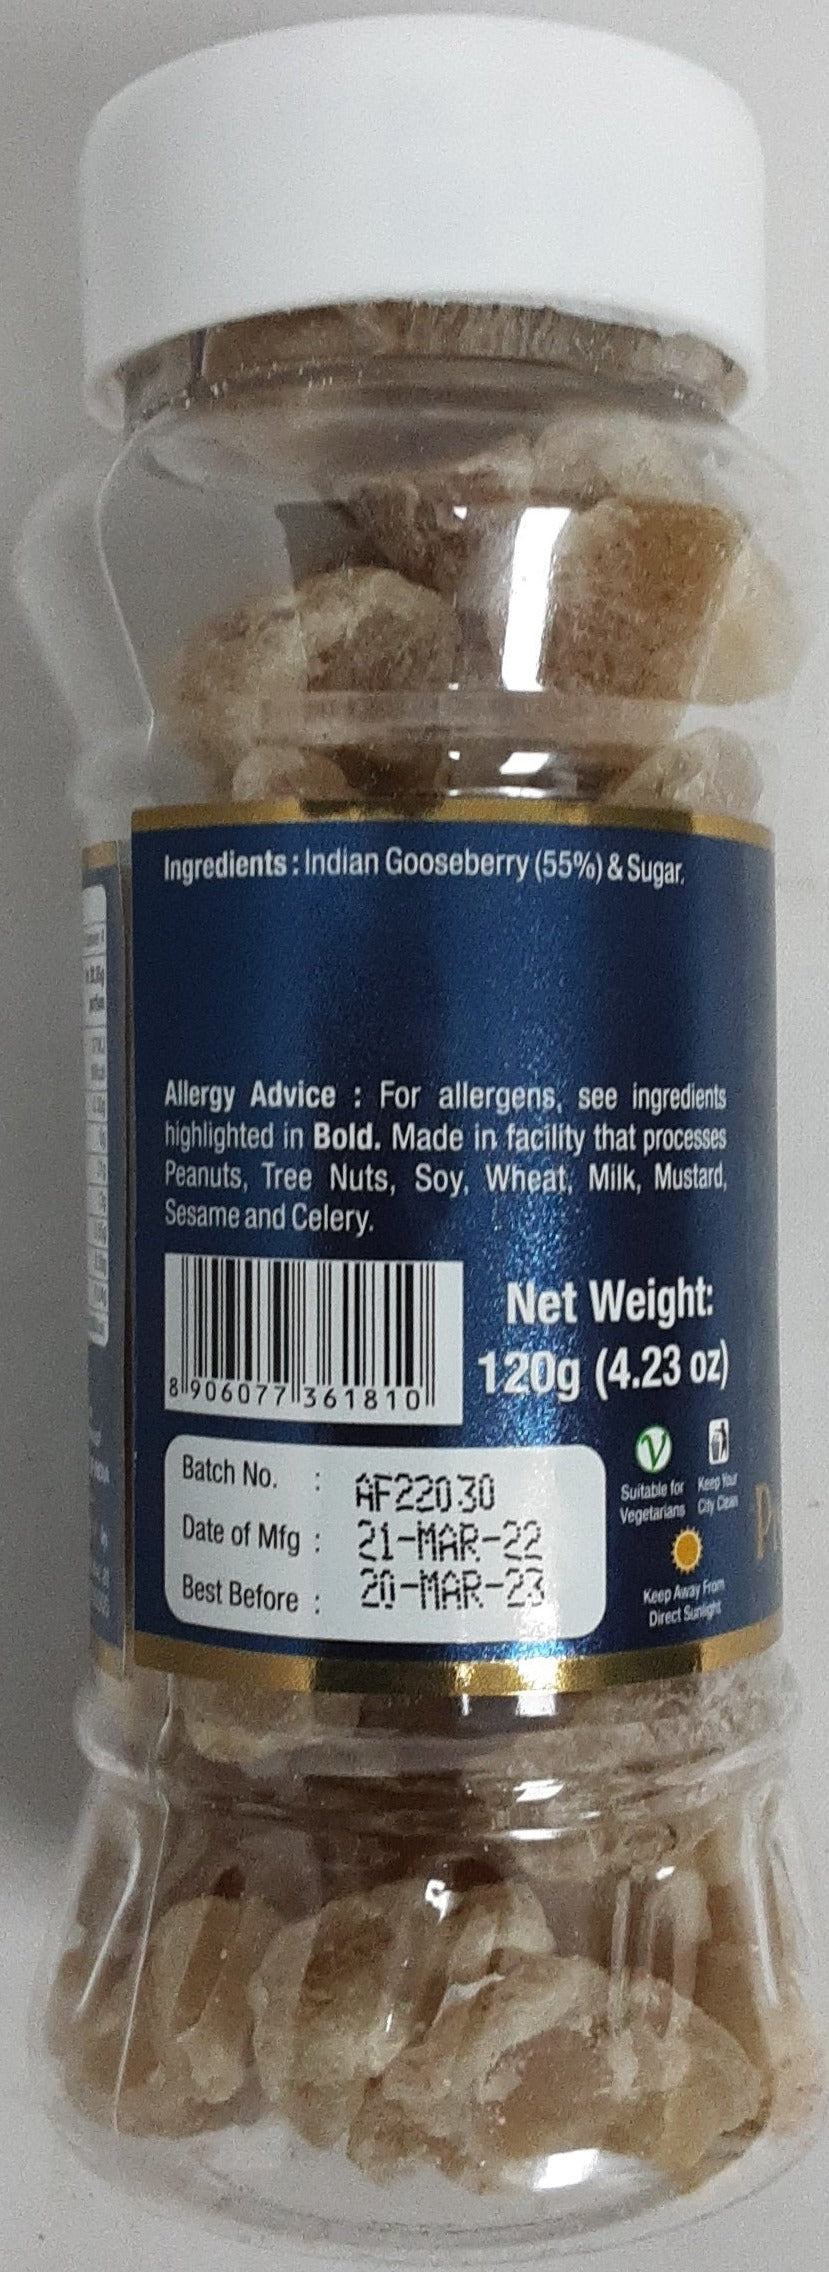 Ingredients : Indian Gooseberry (55%) & Sugar.
Allergy Advice : For allergens, see ingredients
highlighted in Bold. Made in facility that processes
Peanuts, Tree Nuts, Soy, Wheat, Milk, Mustard,
Sesame and Celery.
8 906077 361810
Net Weight:
120g (4.23 oz)
Batch No. : AF22030
Date of Mfg : 21-MAR-22
Best Before : 20-MAR-23
Suitable for
Vegetarians
Keep Your
City Clean
Keep Away From
Direct Sunlight